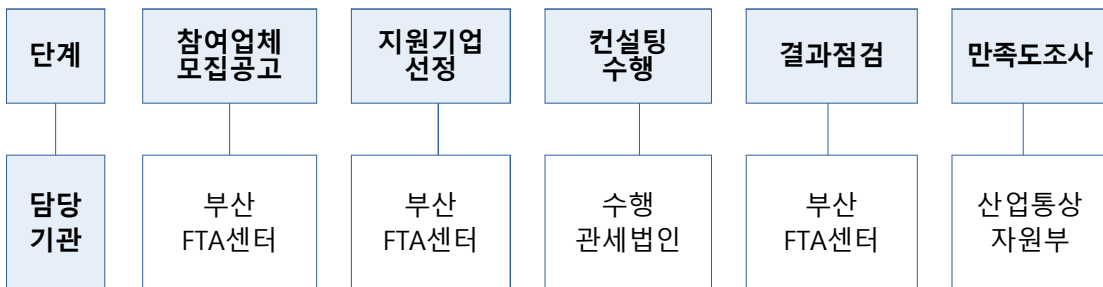 단계
참여업체
모집공고
지원기업
선정
컨설팅
수행
결과점검
만족도조사
담당
기관
부산
FTA센터
부산
FTA센터
수행
관세법인
부산
FTA센터
산업통상
자원부